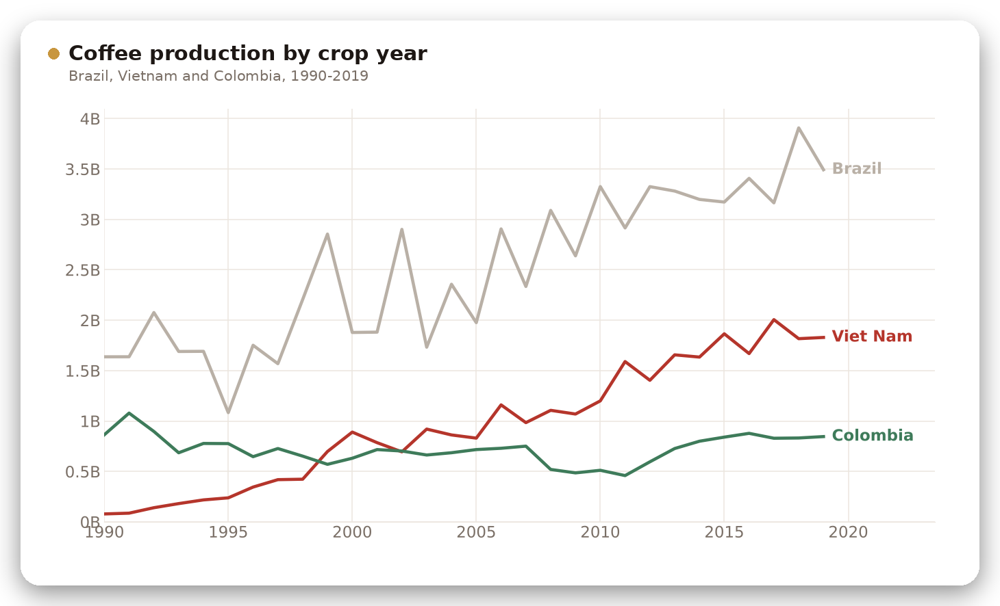 Coffee production by crop year
Brazil, Vietnam and Colombia, 1990-2019
4B
3.5B
Brazil
3B
2.5B
2B
Viet Nam
1.5B
1B
Colombia
0.5B
0B
1990 1995 2000 2005 2010 2015 2020